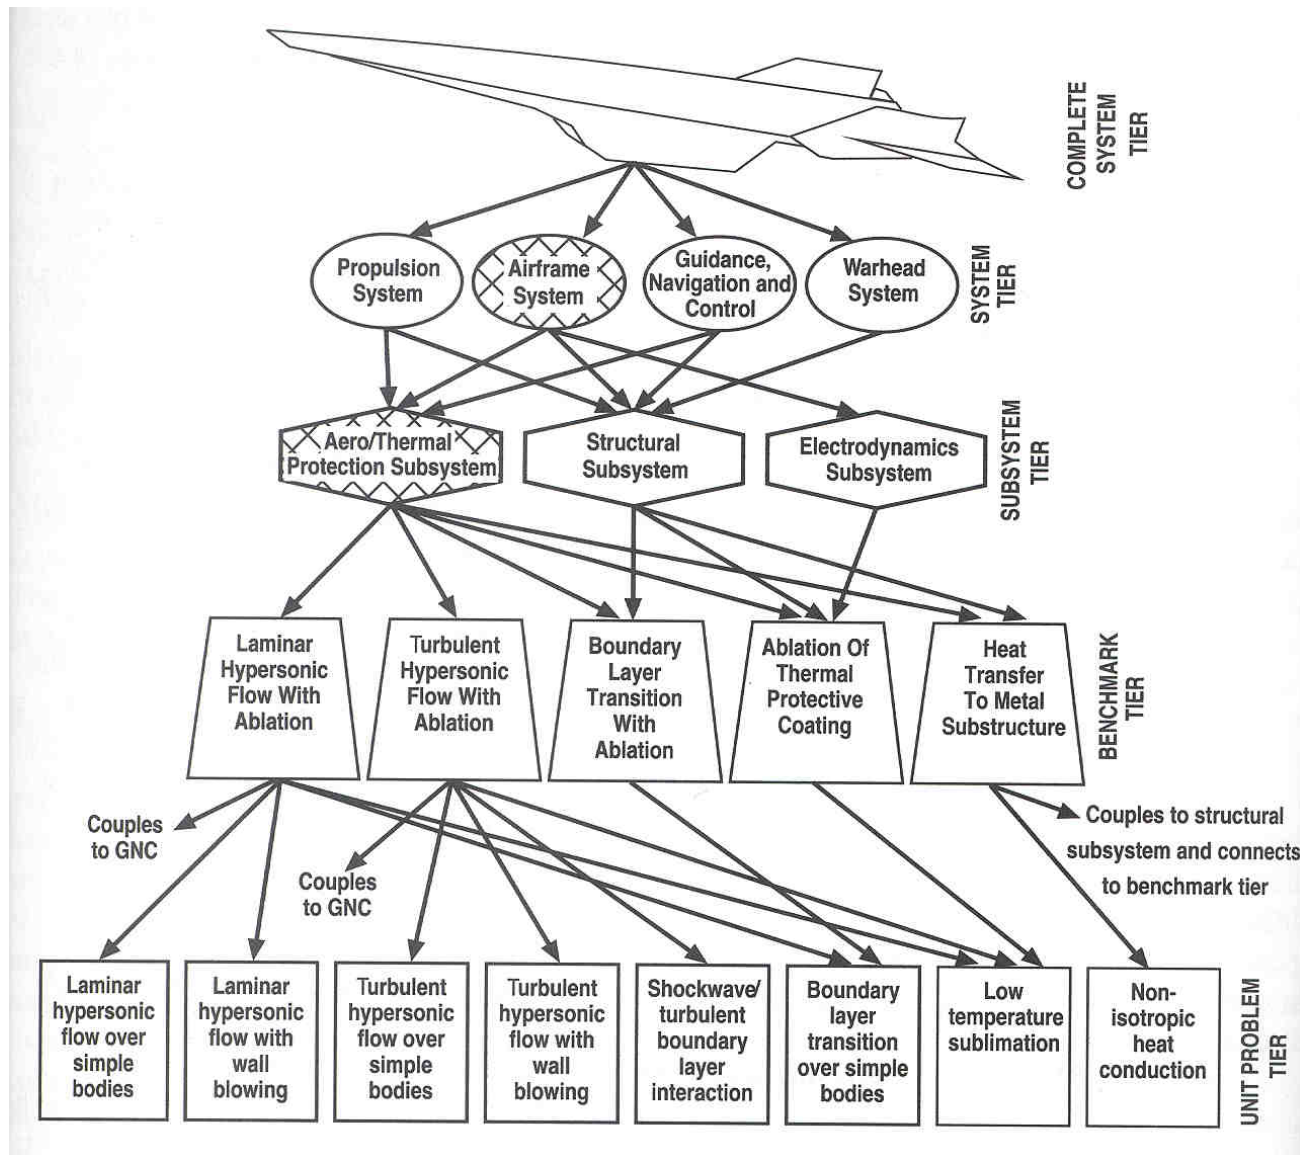 COMPLETE
SYSTEM
TIER
Propulsion
System
Airframe
System
Guidance,
Navigation and
Control
Warhead
System
SYSTEM
TIER
Aero/Thermal
Protection Subsystem
Structural
Subsystem
Electrodynamics
Subsystem
SUBSYSTEM
TIER
Laminar
Hypersonic
Flow With
Ablation
Turbulent
Hypersonic
Flow With
Ablation
Boundary
Layer
Transition
With
Ablation
Ablation Of
Thermal
Protective
Coating
Heat
Transfer
To Metal
Substructure
BENCHMARK
TIER
Couples
to GNC
Couples
to GNC
Couples to structural
subsystem and connects
to benchmark tier
Laminar
hypersonic
flow over
simple
bodies
Laminar
hypersonic
flow with
wall
blowing
Turbulent
hypersonic
flow over
simple
bodies
Turbulent
hypersonic
flow with
wall
blowing
Shockwave/
turbulent
boundary
layer
interaction
Boundary
layer
transition
over simple
bodies
Low
temperature
sublimation
Non-
isotropic
heat
conduction
UNIT PROBLEM
TIER